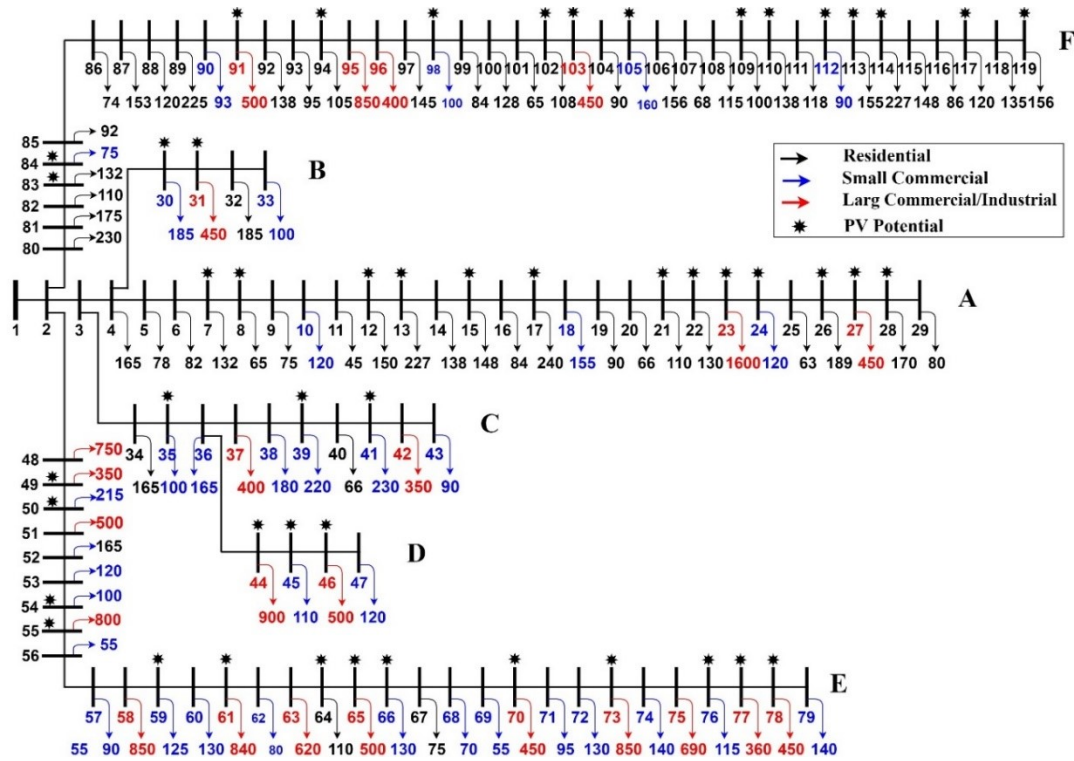 F
86 87 88 89 90 91 92 93 94 95 96 97 98 99 100 101 102 103 104 105 106 107 108 109 110 111 112 113 114 115 116 117 118 119
74 153 120 225 93 500 138 95 105 850 400 145 100 84 128 65 108 450 90 160 156 68 115 100 138 118 90 155 227 148 86 120 135 156
85 92
84 75
83 132
82 110
81 175
80 230
B
30 31 32 33
185 450 185 100
Residential
Small Commercial
Larg Commercial/Industrial
PV Potential
A
1 2 3 4 5 6 7 8 9 10 11 12 13 14 15 16 17 18 19 20 21 22 23 24 25 26 27 28 29
165 78 82 132 65 75 120 45 150 227 138 148 84 240 155 90 66 110 130 1600 120 63 189 450 170 80
C
34 35 36 37 38 39 40 41 42 43
165 100 165 400 180 220 66 230 350 90
48 750
49 350
50 215
51 500
52 165
53 120
54 100
55 800
56 55
D
44 45 46 47
900 110 500 120
E
57 58 59 60 61 62 63 64 65 66 67 68 69 70 71 72 73 74 75 76 77 78 79
55 90 850 125 130 840 80 620 110 500 130 75 70 55 450 95 130 850 140 690 115 360 450 140